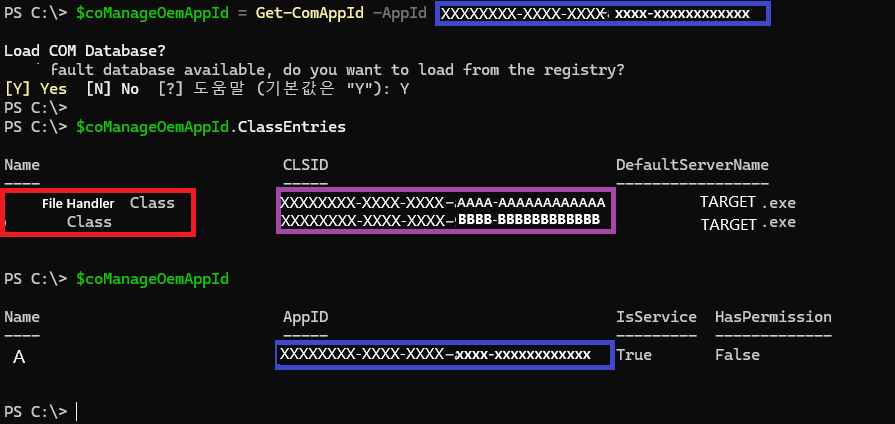 PS C:\> $coManageOemAppId = Get-ComAppId -AppId XXXXXXXX-XXXX-XXXX- xxxx-xxxxxxxxxxxx
Load COM Database?
fault database available, do you want to load from the registry?
[Y] Yes [N] No [?] 도움말 (기본값은 "Y"): Y
PS C:\>
PS C:\> $coManageOemAppId.ClassEntries
Name CLSID DefaultServerName
---- ----- -----------------
File Handler Class XXXXXXXX-XXXX-XXXX-AAAA-AAAAAAAAAAAA TARGET .exe
Class XXXXXXXX-XXXX-XXXX-BBBB-BBBBBBBBBBBB TARGET .exe
PS C:\> $coManageOemAppId
Name AppID IsService HasPermission
---- ----- --------- -------------
A XXXXXXXX-XXXX-XXXX-xxxx-xxxxxxxxxxxx True False
PS C:\>